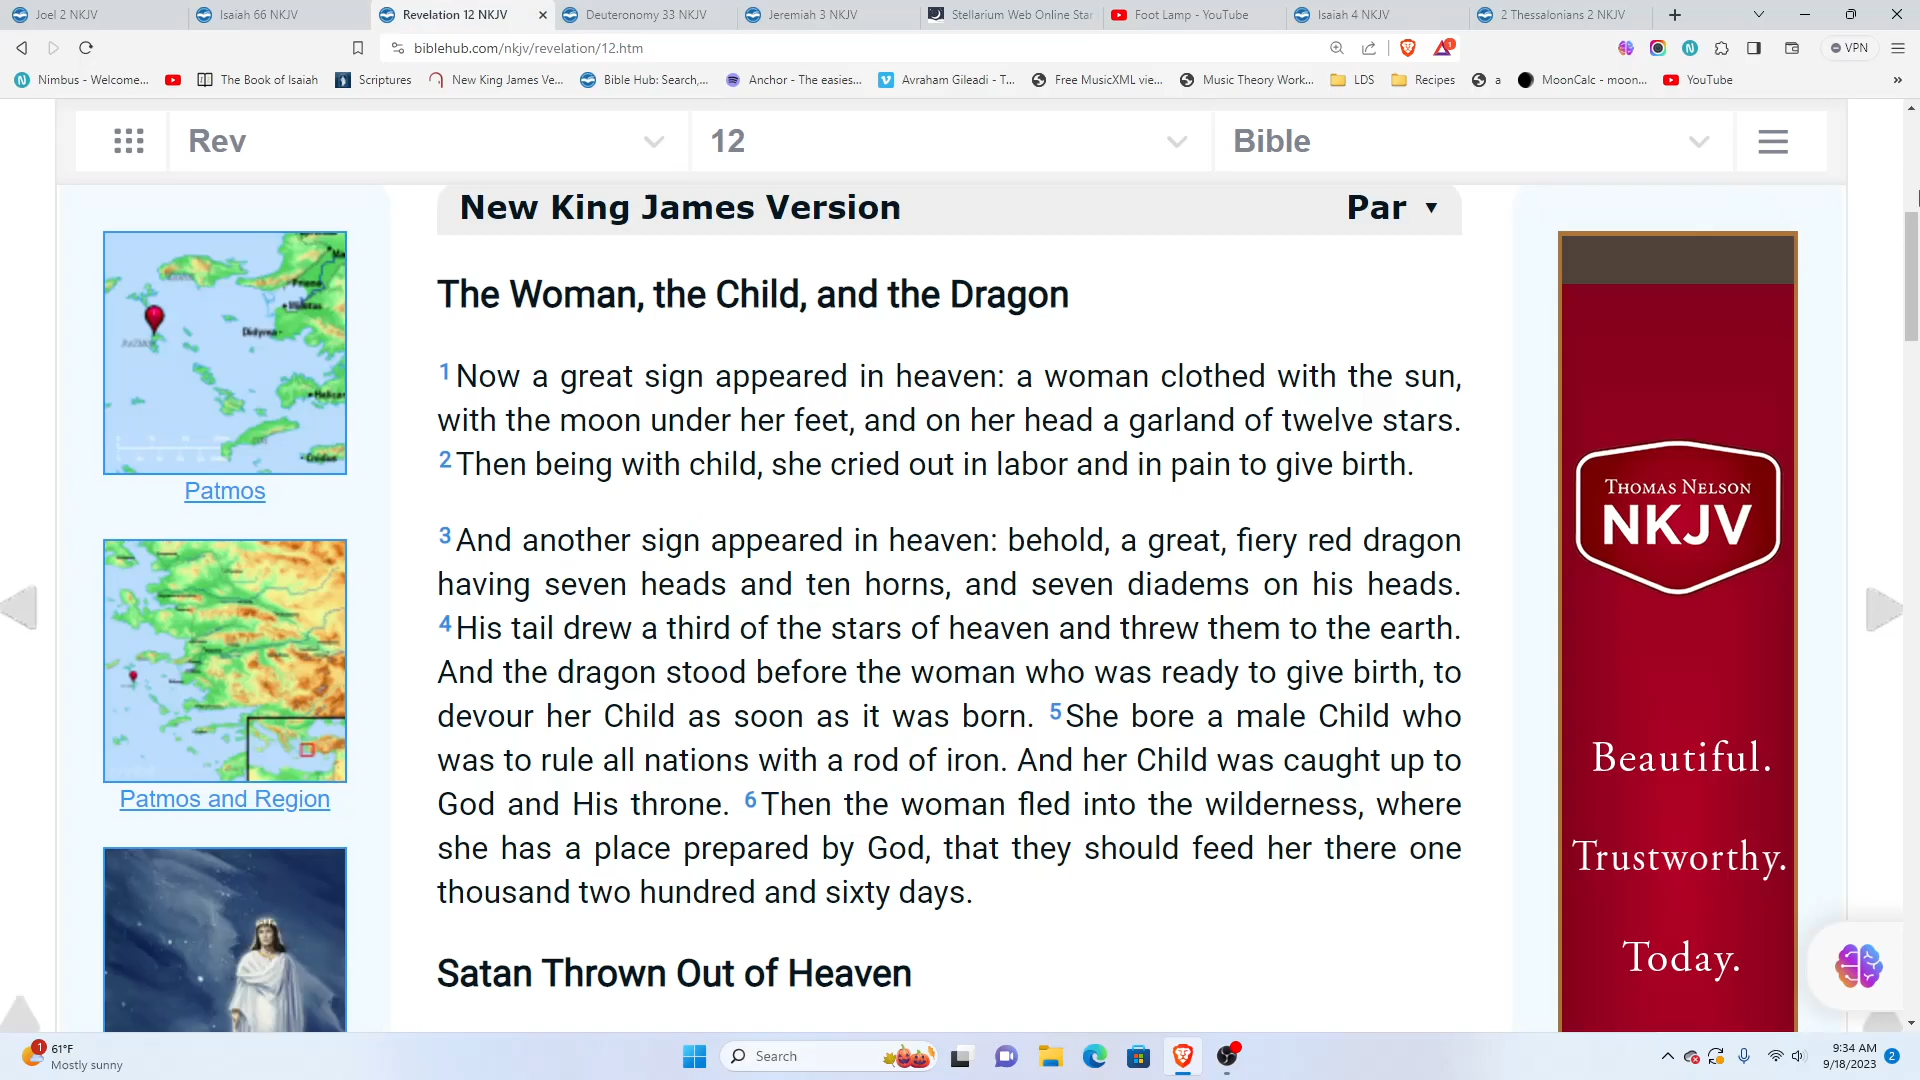 Joel 2 NKJV
Isaiah 66 NKJV
Revelation 12 NKJV
Deuteronomy 33 NKJV
Jeremiah 3 NKJV
Stellarium Web Online Star
Foot Lamp - YouTube
Isaiah 4 NKJV
2 Thessalonians 2 NKJV
biblehub.com/nkjv/revelation/12.htm
1
VPN
Nimbus - Welcome...
The Book of Isaiah
Scriptures
New King James Ve...
Bible Hub: Search,...
Anchor - The easies...
Avraham Gileadi - T...
Free MusicXML vie...
Music Theory Work...
LDS
Recipes
a
MoonCalc - moon...
YouTube
Rev
12
Bible
New King James Version
Par ▼
The Woman, the Child, and the Dragon
1 Now a great sign appeared in heaven: a woman clothed with the sun,
with the moon under her feet, and on her head a garland of twelve stars.
2 Then being with child, she cried out in labor and in pain to give birth.
3 And another sign appeared in heaven: behold, a great, fiery red dragon
having seven heads and ten horns, and seven diadems on his heads.
4 His tail drew a third of the stars of heaven and threw them to the earth.
And the dragon stood before the woman who was ready to give birth, to
devour her Child as soon as it was born. 5 She bore a male Child who
was to rule all nations with a rod of iron. And her Child was caught up to
God and His throne. 6 Then the woman fled into the wilderness, where
she has a place prepared by God, that they should feed her there one
thousand two hundred and sixty days.
Satan Thrown Out of Heaven
Didyma
Patmos
Patmos and Region
THOMAS NELSON
NKJV
Beautiful.
Trustworthy.
Today.
1
61°F
Mostly sunny
Search
9:34 AM
9/18/2023
2